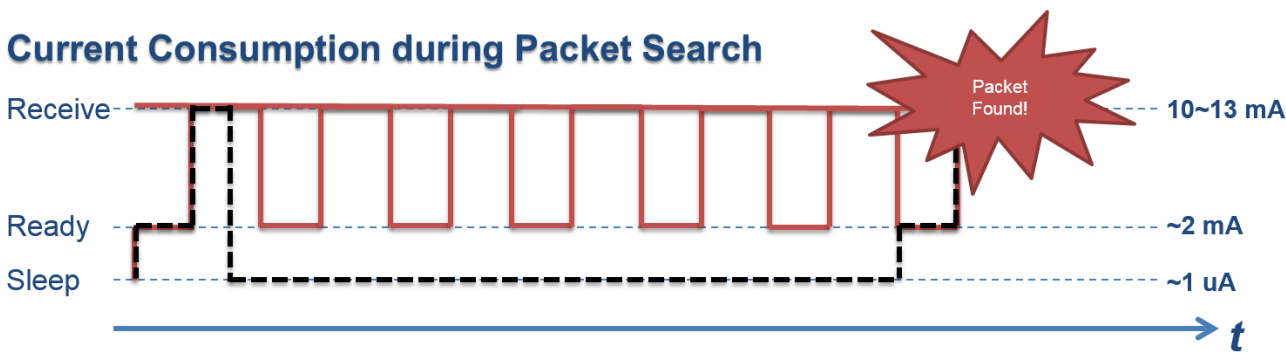 Current Consumption during Packet Search
Packet
Found!
Receive
10~13 mA
Ready
~2 mA
Sleep
~1 uA
t